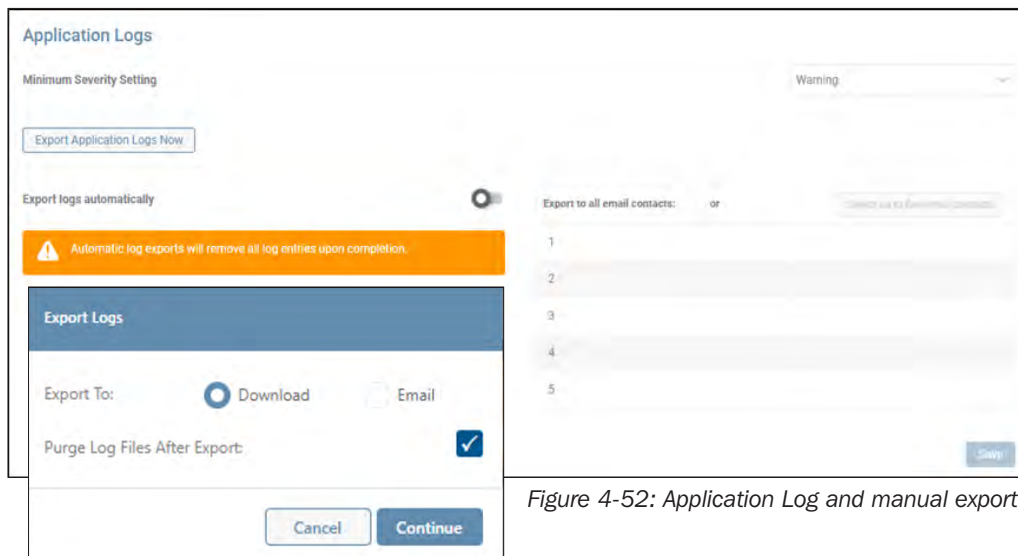 Application Logs
Minimum Severity Setting
Warning
Export Application Logs Now
Export logs automatically
Export to all email contacts: or
Automatic log exports will remove all log entries upon completion.
1
2
3
4
5
Save
Export Logs
Export To: Download Email
Purge Log Files After Export:
Cancel Continue
Figure 4-52: Application Log and manual export